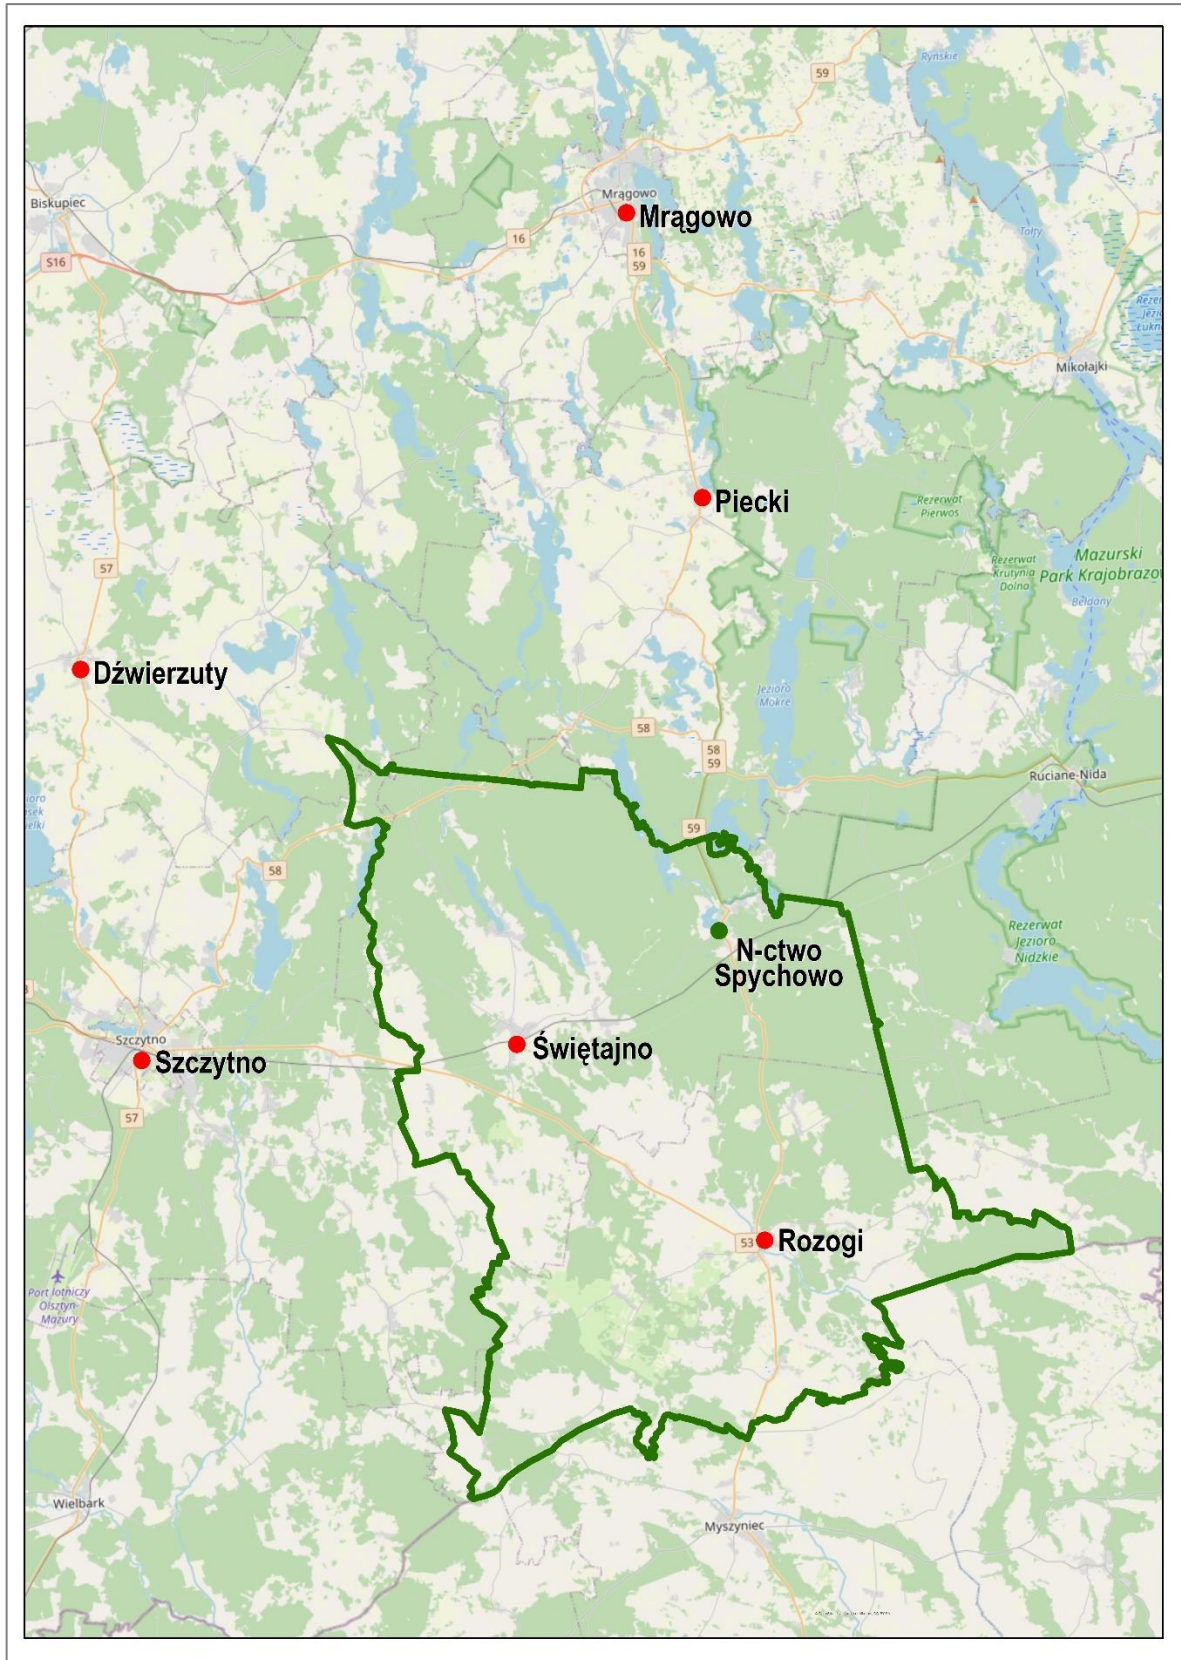 Ryńskie
59
Biskupiec
Mrągowo
Mrągowo
Tałty
16
16
59
S16
Mikołajki
Piecki
Rezerwat
Pierwos
57
Rezerwat
Krutynia
Dolna
Mazurski
Park Krajobrazo
Bełdany
Dźwierzuty
Jezioro
Mokre
58
58
59
Ruciane-Nida
59
58
Rezerwat
Jezioro
Nidzkie
N-ctwo
Spychowo
Szczytno
Szczytno
Świętajno
57
53
Rozogi
Port lotniczy
Olsztyn-
Mazury
Wielbark
Myszyniec